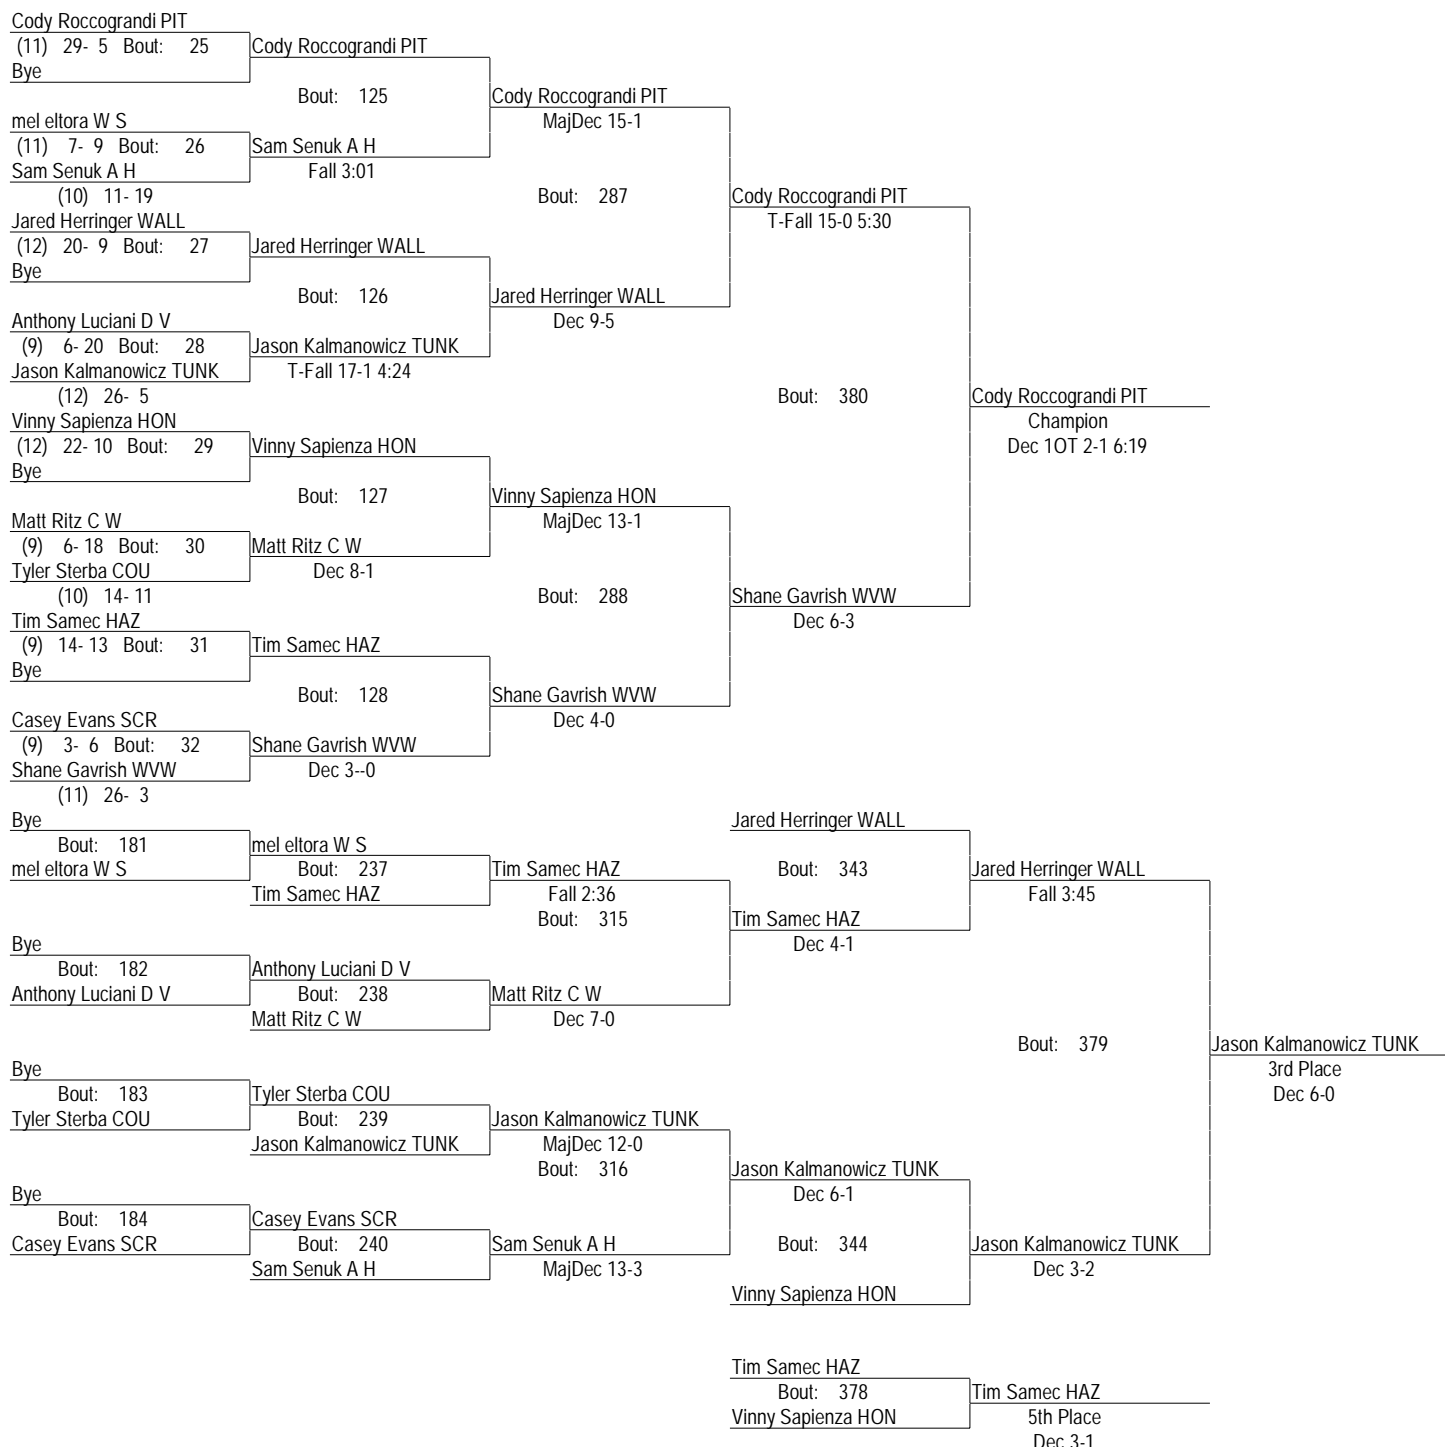 Cody Roccograndi PIT
(11) 29- 5 Bout: 25
Cody Roccograndi PIT
Bye
Bout: 125
Cody Roccograndi PIT
mel eltora W S
MajDec 15-1
(11) 7- 9 Bout: 26
Sam Senuk A H
Sam Senuk A H
Fall 3:01
(10) 11- 19
Bout: 287
Cody Roccograndi PIT
Jared Herringer WALL
T-Fall 15-0 5:30
(12) 20- 9 Bout: 27
Jared Herringer WALL
Bye
Bout: 126
Jared Herringer WALL
Anthony Luciani D V
Dec 9-5
(9) 6- 20 Bout: 28
Jason Kalmanowicz TUNK
Jason Kalmanowicz TUNK
T-Fall 17-1 4:24
(12) 26- 5
Bout: 380
Cody Roccograndi PIT
Vinny Sapienza HON
Champion
(12) 22- 10 Bout: 29
Vinny Sapienza HON
Dec 1OT 2-1 6:19
Bye
Bout: 127
Vinny Sapienza HON
Matt Ritz C W
MajDec 13-1
(9) 6- 18 Bout: 30
Matt Ritz C W
Tyler Sterba COU
Dec 8-1
(10) 14- 11
Bout: 288
Shane Gavrish WVW
Tim Samec HAZ
Dec 6-3
(9) 14- 13 Bout: 31
Tim Samec HAZ
Bye
Bout: 128
Shane Gavrish WVW
Casey Evans SCR
Dec 4-0
(9) 3- 6 Bout: 32
Shane Gavrish WVW
Shane Gavrish WVW
Dec 3--0
(11) 26- 3
Bye
Jared Herringer WALL
Bout: 181
mel eltora W S
mel eltora W S
Bout: 237
Tim Samec HAZ
Bout: 343
Jared Herringer WALL
Tim Samec HAZ
Fall 2:36
Fall 3:45
Bout: 315
Tim Samec HAZ
Bye
Dec 4-1
Bout: 182
Anthony Luciani D V
Anthony Luciani D V
Bout: 238
Matt Ritz C W
Matt Ritz C W
Dec 7-0
Bout: 379
Jason Kalmanowicz TUNK
Bye
3rd Place
Bout: 183
Tyler Sterba COU
Dec 6-0
Tyler Sterba COU
Bout: 239
Jason Kalmanowicz TUNK
Jason Kalmanowicz TUNK
MajDec 12-0
Bout: 316
Jason Kalmanowicz TUNK
Bye
Dec 6-1
Bout: 184
Casey Evans SCR
Casey Evans SCR
Bout: 240
Sam Senuk A H
Bout: 344
Jason Kalmanowicz TUNK
Sam Senuk A H
MajDec 13-3
Dec 3-2
Vinny Sapienza HON
Tim Samec HAZ
Bout: 378
Tim Samec HAZ
Vinny Sapienza HON
5th Place
Dec 3-1